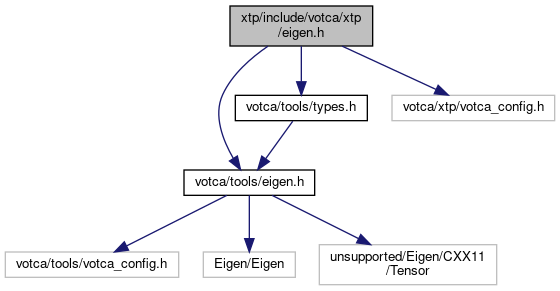 xtp/include/votca/xtp
/eigen.h
votca/tools/types.h
votca/xtp/votca_config.h
votca/tools/eigen.h
votca/tools/votca_config.h
Eigen/Eigen
unsupported/Eigen/CXX11
/Tensor